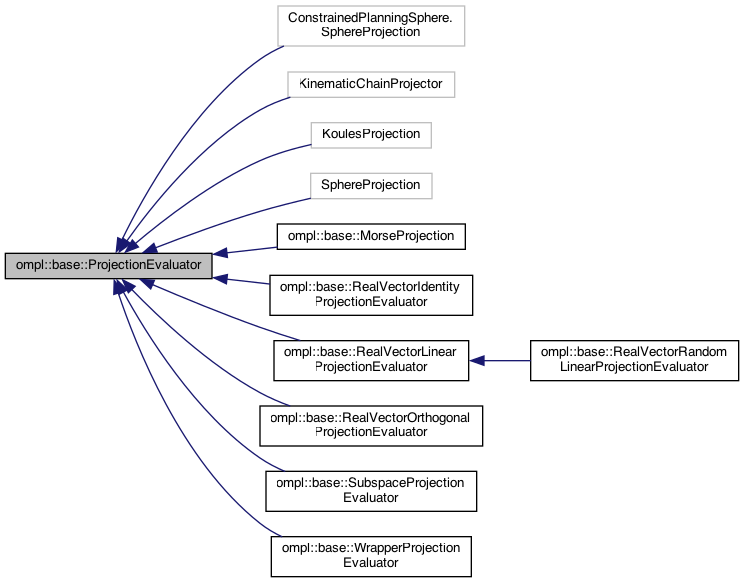 ConstrainedPlanningSphere.
SphereProjection
KinematicChainProjector
KoulesProjection
SphereProjection
ompl::base::MorseProjection
ompl::base::ProjectionEvaluator
ompl::base::RealVectorIdentity
ProjectionEvaluator
ompl::base::RealVectorLinear
ProjectionEvaluator
ompl::base::RealVectorRandom
LinearProjectionEvaluator
ompl::base::RealVectorOrthogonal
ProjectionEvaluator
ompl::base::SubspaceProjection
Evaluator
ompl::base::WrapperProjection
Evaluator